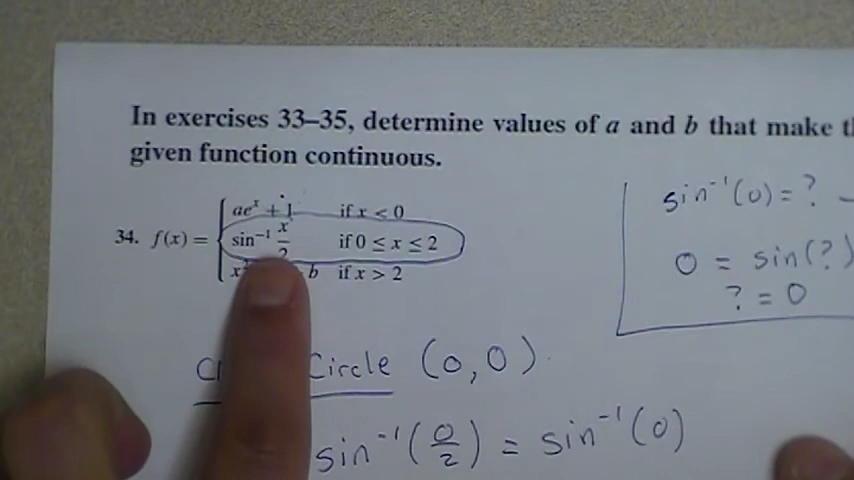 In exercises 33–35, determine values of a and b that make
given function continuous.
34. f(x) =
ae^x + 1 if x < 0
sin⁻¹ x/2 if 0 ≤ x ≤ 2
b if x > 2
sin⁻¹(0) = ?
0 = sin(?)
? = 0
Circle (0,0)
sin⁻¹(0/2) = sin⁻¹(0)